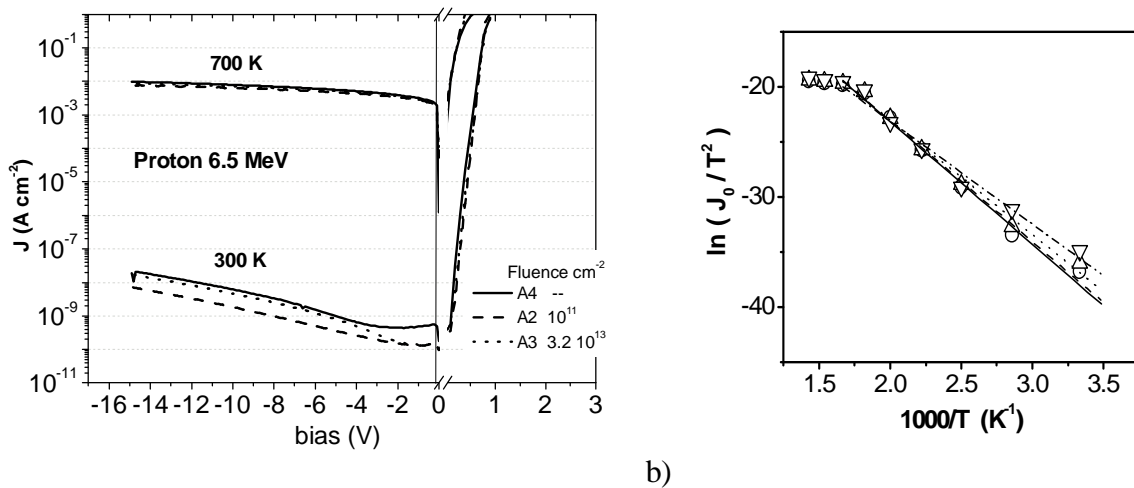 10^-1
10^-3
10^-5
10^-7
10^-9
10^-11
J (A cm^-2)
700 K
Proton 6.5 MeV
300 K
Fluence cm^-2
A4 --
A2 10^11
A3 3.2 10^13
-16 -14 -12 -10 -8 -6 -4 -2 0 1 2 3
bias (V)
b)
-20
-30
-40
ln ( J_0 / T^2 )
1.5 2.0 2.5 3.0 3.5
1000/T (K^-1)